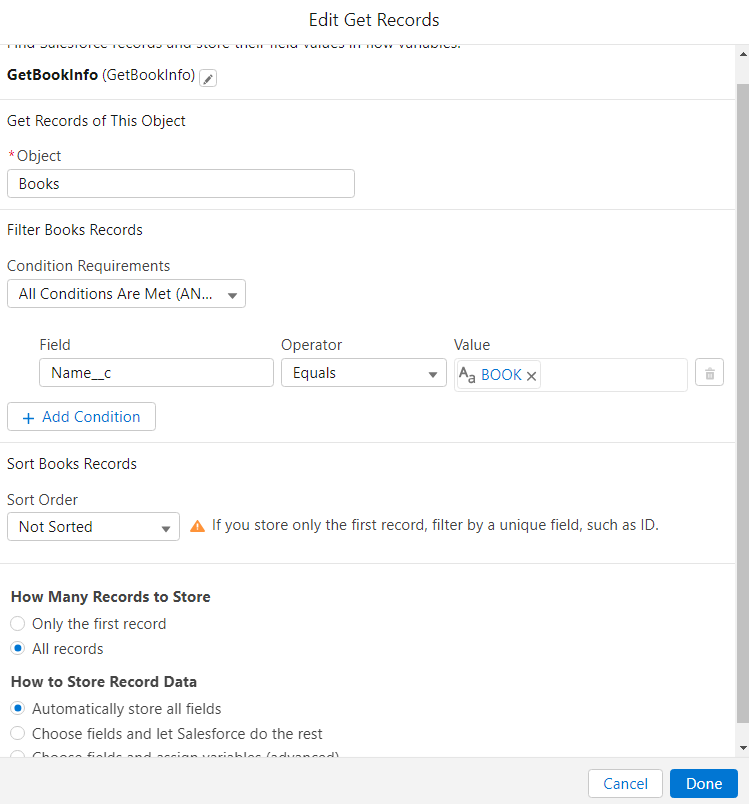 Edit Get Records
Find Salesforce records and store their field values in flow variables.
GetBookInfo (GetBookInfo)
Get Records of This Object
*Object
Books
Filter Books Records
Condition Requirements
All Conditions Are Met (AN...
Field Operator Value
Name__c Equals Aa BOOK
+ Add Condition
Sort Books Records
Sort Order
Not Sorted If you store only the first record, filter by a unique field, such as ID.
How Many Records to Store
Only the first record
All records
How to Store Record Data
Automatically store all fields
Choose fields and let Salesforce do the rest
Choose fields and assign variables (advanced)
Cancel Done